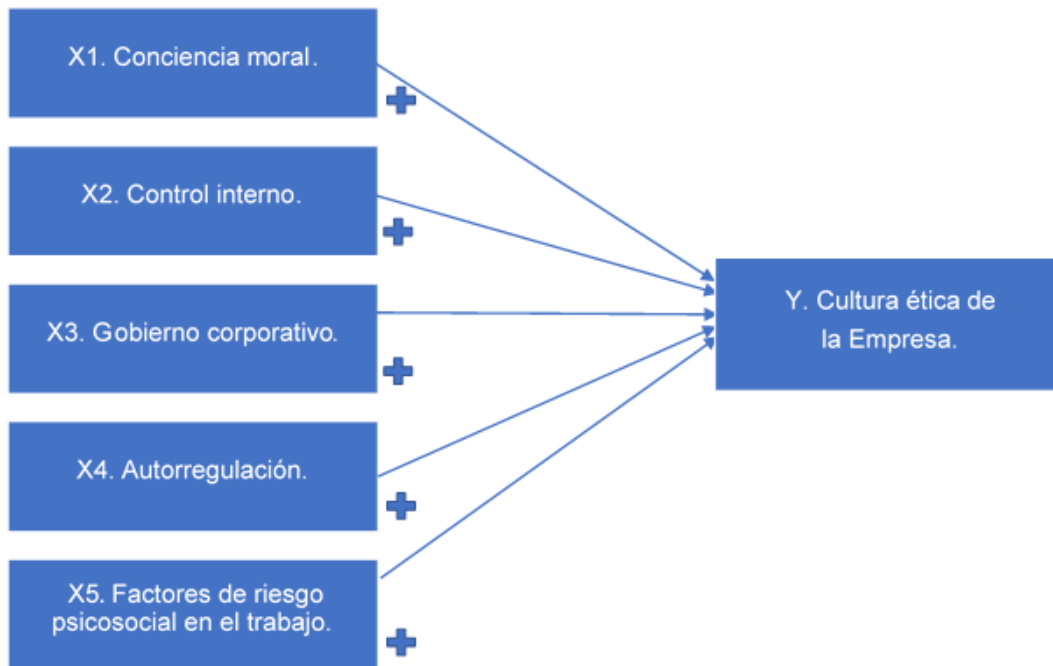 X1. Conciencia moral.
X2. Control interno.
X3. Gobierno corporativo.
X4. Autorregulación.
X5. Factores de riesgo
psicosocial en el trabajo.
Y. Cultura ética de
la Empresa.